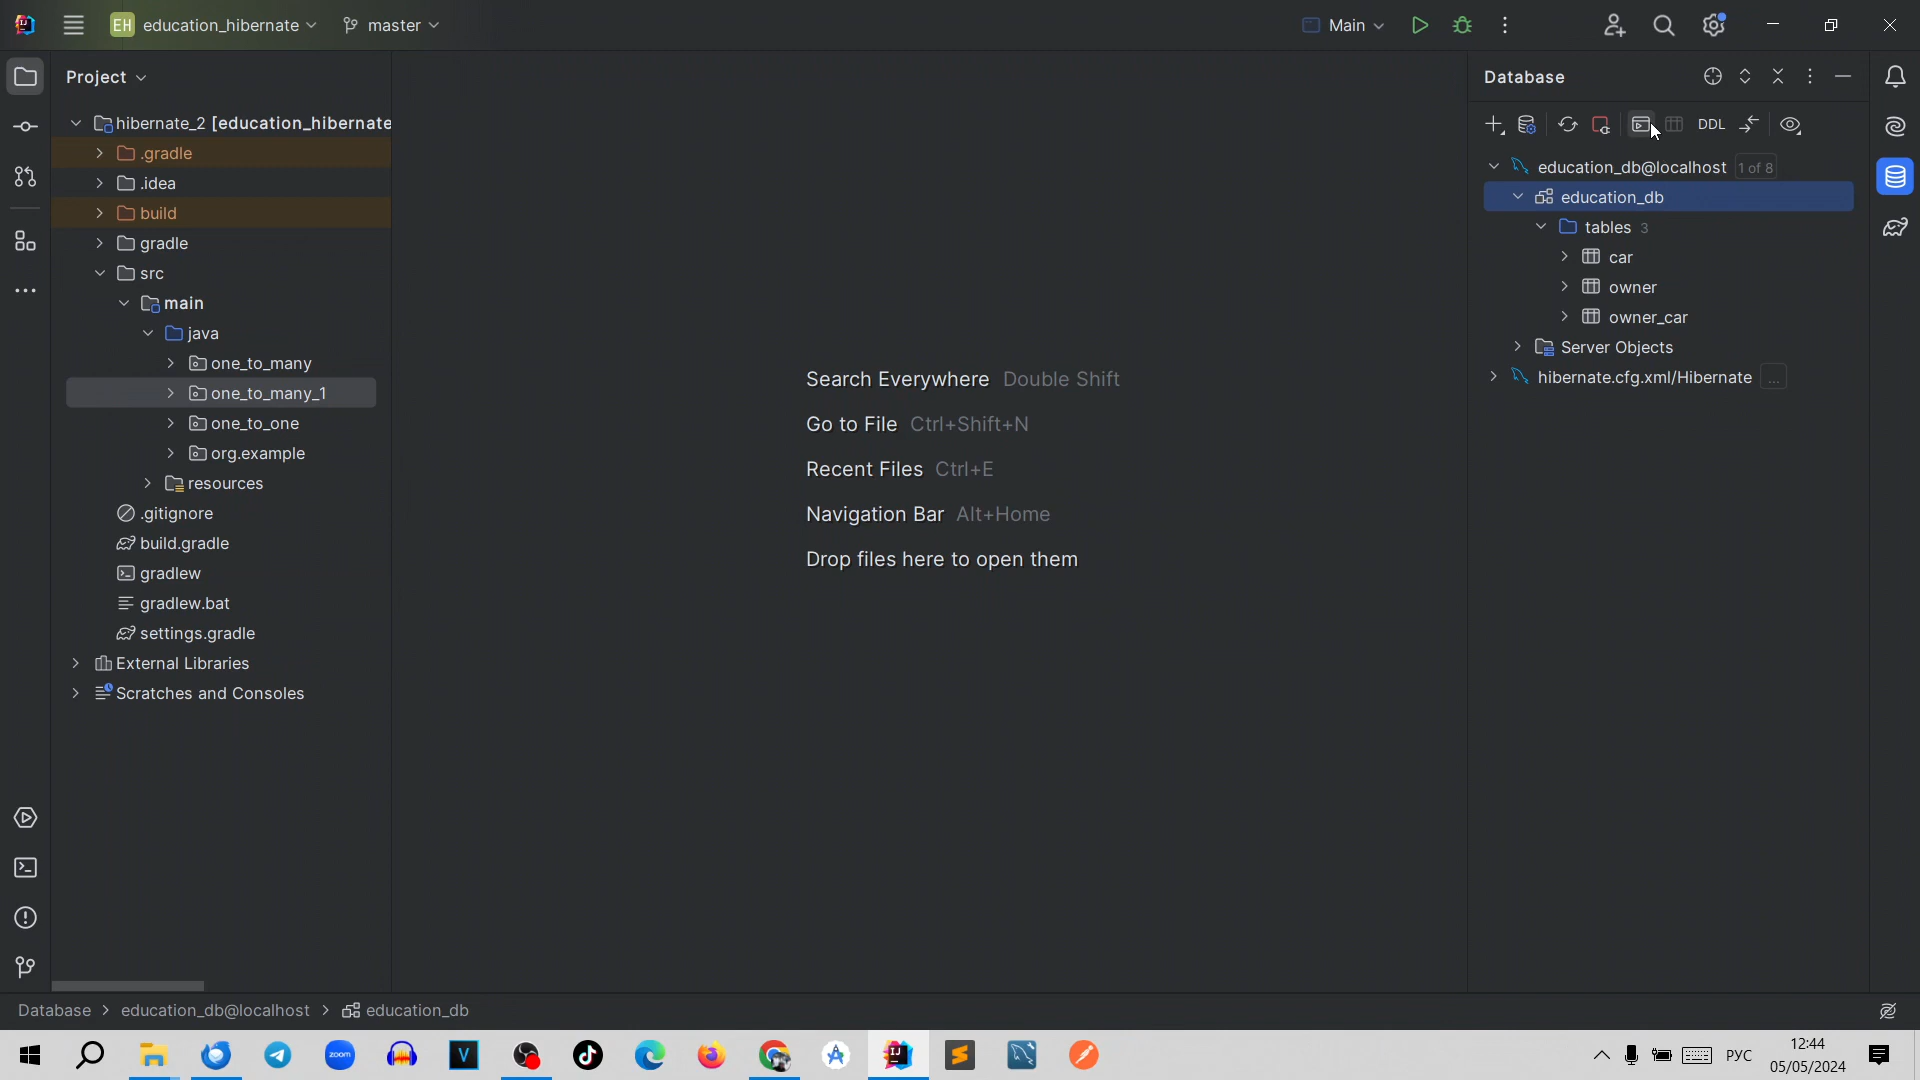 EH education_hibernate
master
Main
Project
hibernate_2 [education_hibernate
.gradle
.idea
build
gradle
src
main
java
one_to_many
one_to_many_1
one_to_one
org.example
resources
.gitignore
build.gradle
gradlew
gradlew.bat
settings.gradle
External Libraries
Scratches and Consoles
Search Everywhere Double Shift
Go to File Ctrl+Shift+N
Recent Files Ctrl+E
Navigation Bar Alt+Home
Drop files here to open them
Database
DDL
education_db@localhost 1 of 8
education_db
tables 3
car
owner
owner_car
Server Objects
hibernate.cfg.xml/Hibernate ...
Database > education_db@localhost > education_db
zoom
V
РУС
12:44
05/05/2024